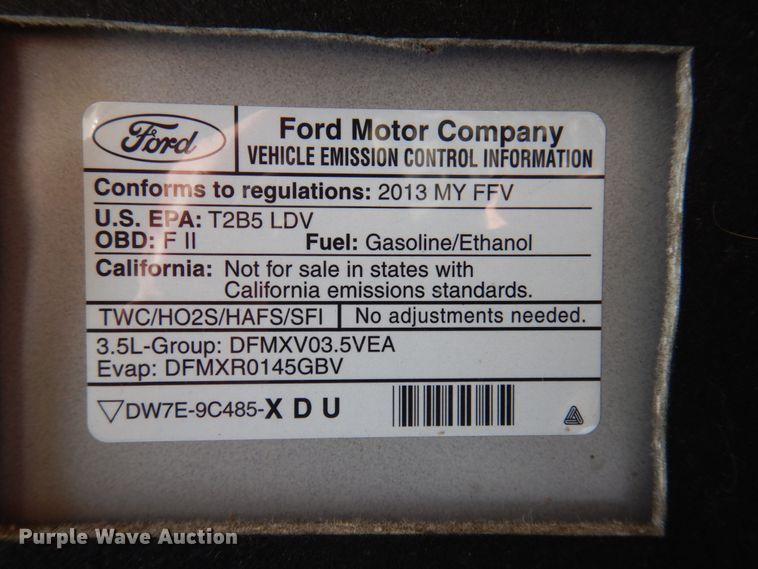 Ford
Ford Motor Company
VEHICLE EMISSION CONTROL INFORMATION
Conforms to regulations: 2013 MY FFV
U.S. EPA: T2B5 LDV
OBD: F II Fuel: Gasoline/Ethanol
California: Not for sale in states with
California emissions standards.
TWC/HO2S/HAFS/SFI No adjustments needed.
3.5L-Group: DFMXV03.5VEA
Evap: DFMXR0145GBV
▽DW7E-9C485-X D U
Purple Wave Auction